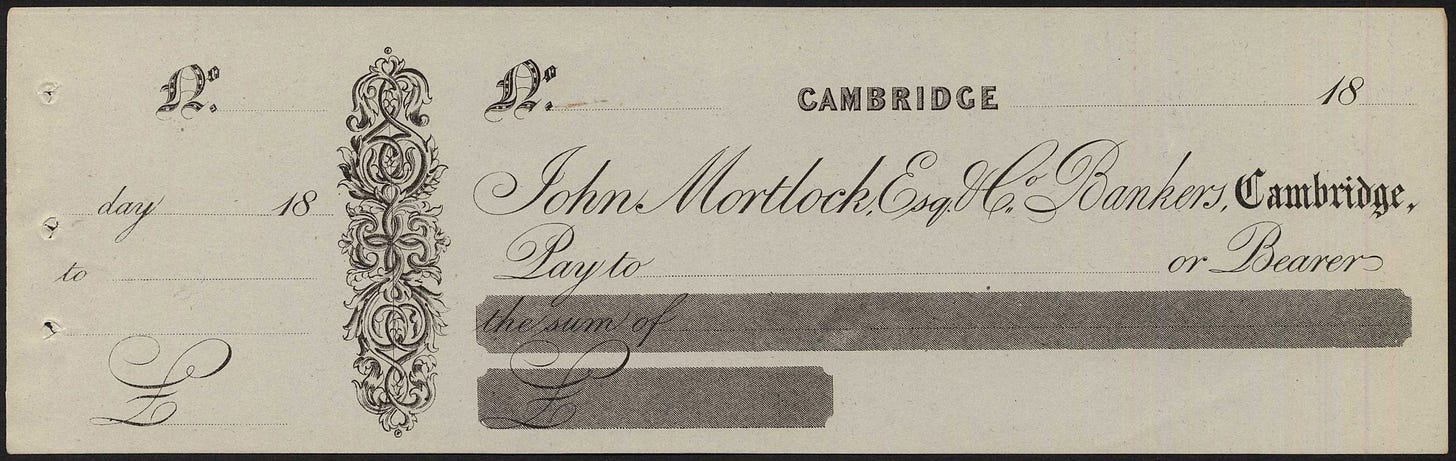 No.
day 18
to
£
No. CAMBRIDGE 18
John Mortlock, Esq. & Co. Bankers, Cambridge,
Pay to or Bearer
the sum of
£